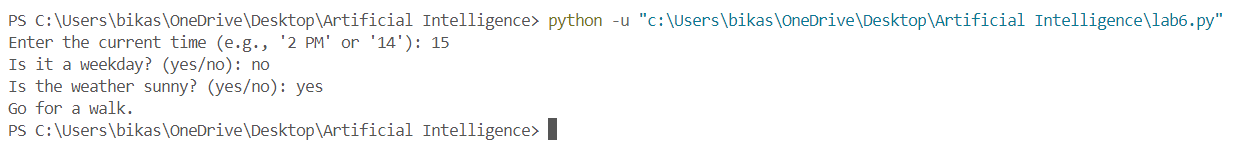 PS C:\Users\bikas\OneDrive\Desktop\Artificial Intelligence> python -u "c:\Users\bikas\OneDrive\Desktop\Artificial Intelligence\lab6.py"
Enter the current time (e.g., '2 PM' or '14'): 15
Is it a weekday? (yes/no): no
Is the weather sunny? (yes/no): yes
Go for a walk.
PS C:\Users\bikas\OneDrive\Desktop\Artificial Intelligence>